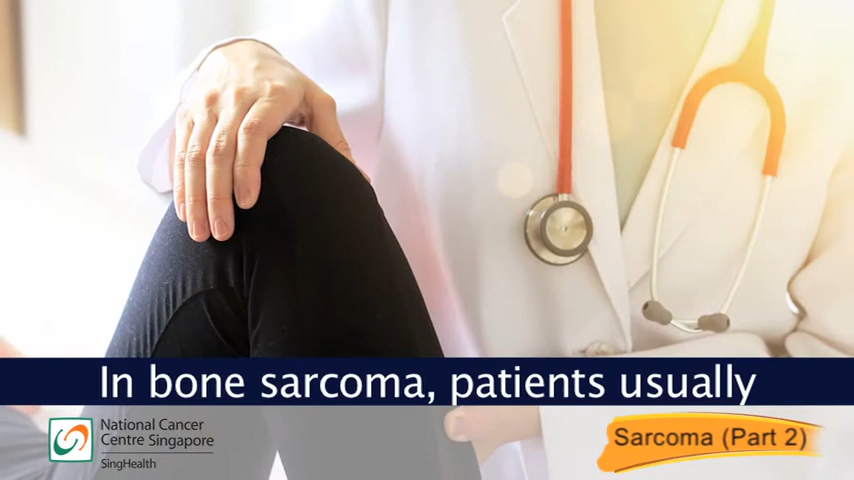 In bone sarcoma, patients usually
National Cancer
Centre Singapore
SingHealth
Sarcoma (Part 2)